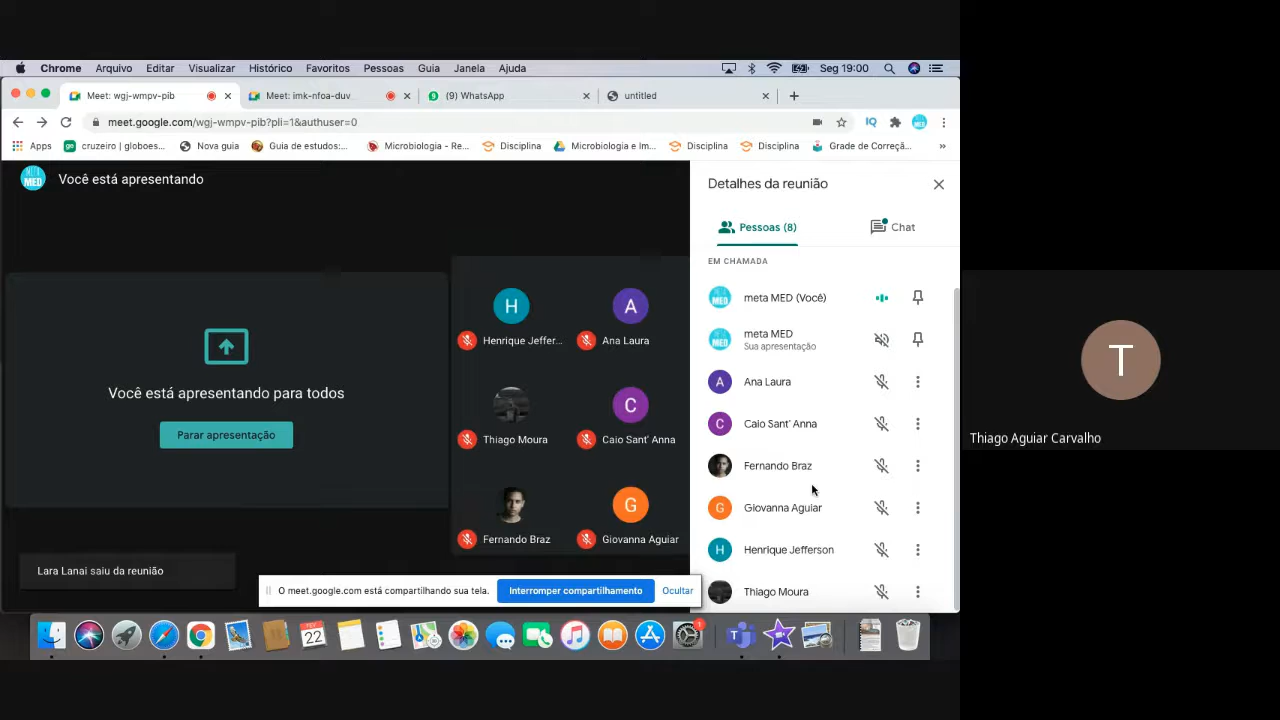 Chrome Arquivo Editar Visualizar Histórico Favoritos Pessoas Guia Janela Ajuda Seg 19:00
Meet: wgj-wmpv-pib
Meet: imk-nfoa-duv
(9) WhatsApp
untitled
meet.google.com/wgj-wmpv-pib?pli=1&authuser=0
IQ
MED
Apps
cruzeiro | globoes...
Nova guia
Guia de estudos:...
Microbiologia - Re...
Disciplina
Microbiologia e Im...
Disciplina
Disciplina
Grade de Correçã...
»
Você está apresentando
Você está apresentando para todos
Parar apresentação
H
Henrique Jeffer...
A
Ana Laura
Thiago Moura
C
Caio Sant' Anna
Fernando Braz
G
Giovanna Aguiar
Lara Lanai saiu da reunião
O meet.google.com está compartilhando sua tela.
Interromper compartilhamento
Ocultar
Detalhes da reunião
Pessoas (8)
Chat
EM CHAMADA
MED
meta MED (Você)
MED
meta MED
Sua apresentação
A
Ana Laura
C
Caio Sant' Anna
Fernando Braz
G
Giovanna Aguiar
H
Henrique Jefferson
Thiago Moura
FEV
22
1
T
Thiago Aguiar Carvalho